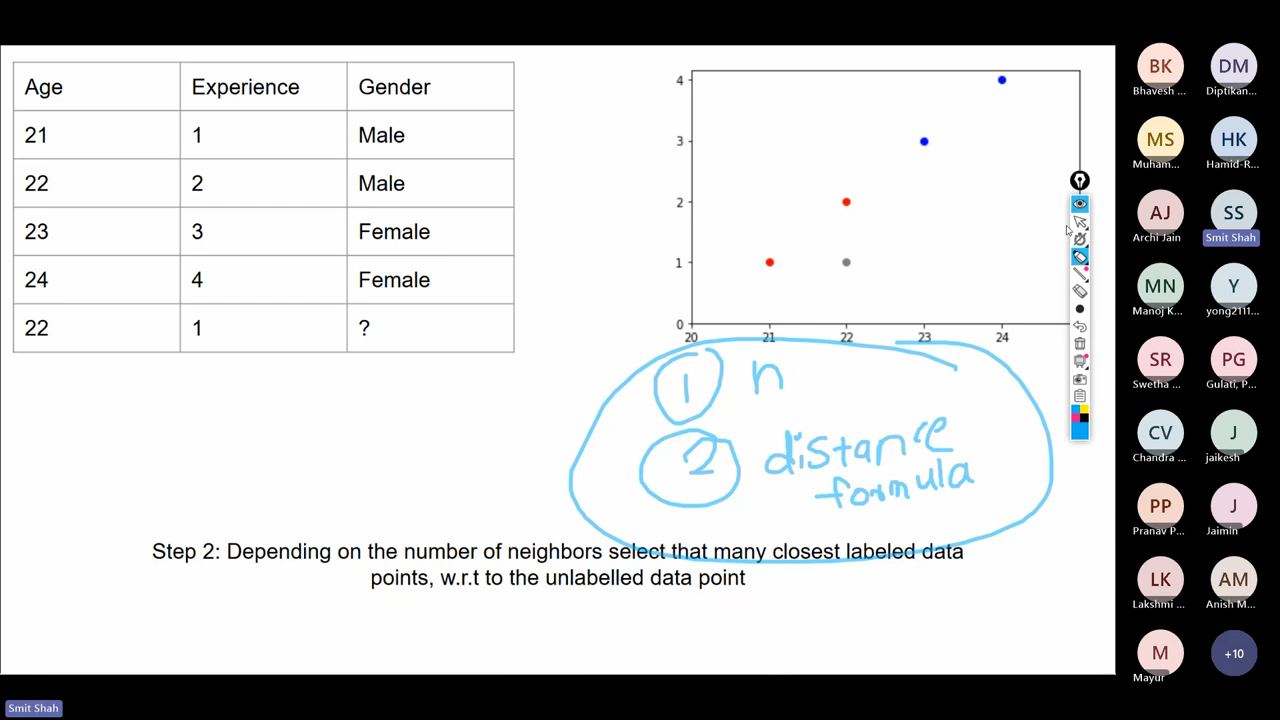 Age Experience Gender
21 1 Male
22 2 Male
23 3 Female
24 4 Female
22 1 ?
4
3
2
1
0
20 21 22 23 24
1 n
2 distance
formula
Step 2: Depending on the number of neighbors select that many closest labeled data
points, w.r.t to the unlabelled data point
BK DM
Bhavesh ... Diptikan...
MS HK
Muham... Hamid-R...
AJ SS
Archi Jain Smit Shah
MN Y
Manoj K... yong2111...
SR PG
Swetha ... Gulati, P...
CV J
Chandra ... jaikesh
PP J
Pranav P... Jaimin
LK AM
Lakshmi ... Anish M...
M +10
Mayur
Smit Shah